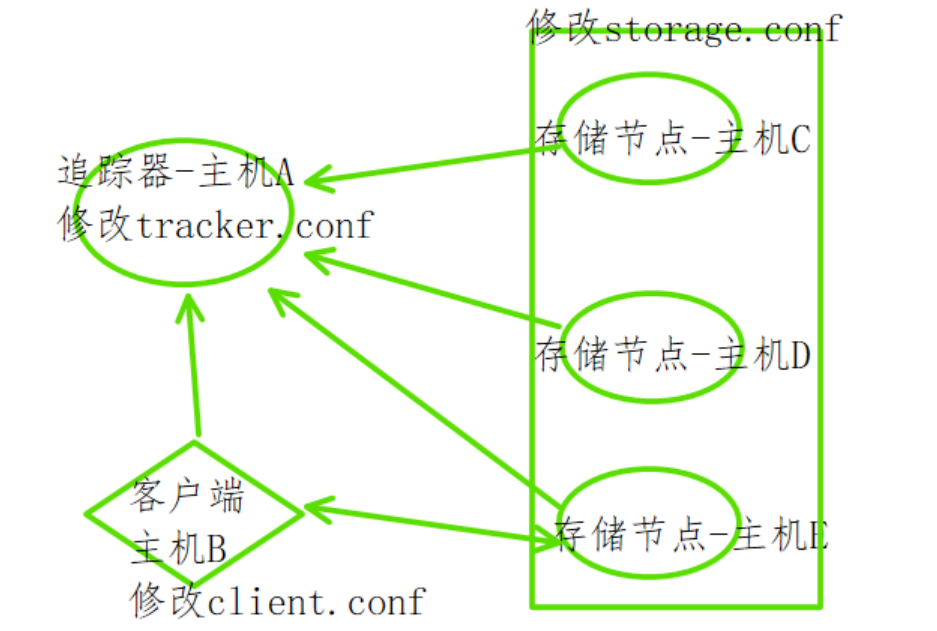 修改storage.conf
存储节点-主机C
追踪器-主机A
修改tracker.conf
存储节点-主机D
客户端
主机B
修改client.conf
存储节点-主机E